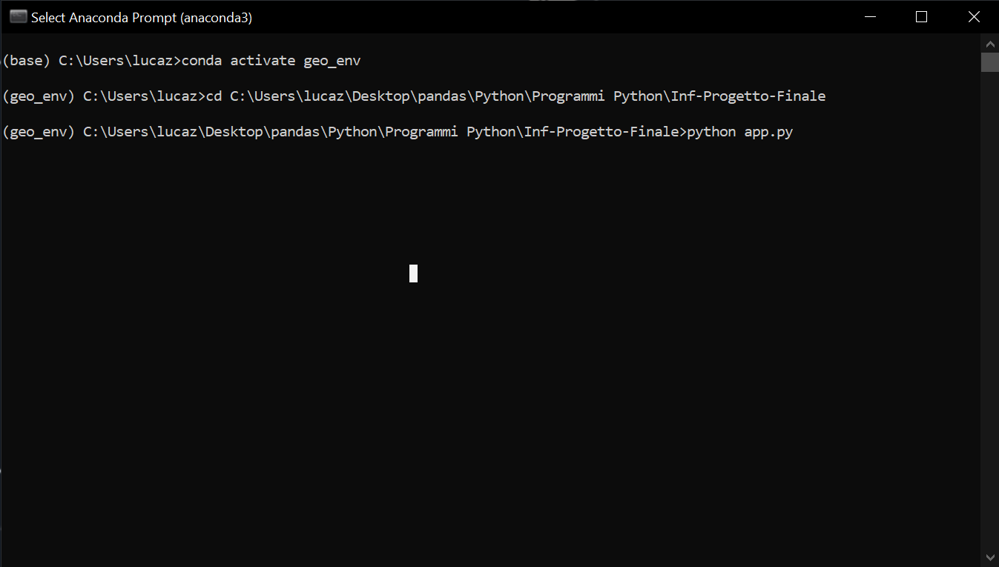 Select Anaconda Prompt (anaconda3)
(base) C:\Users\lucaz>conda activate geo_env
(geo_env) C:\Users\lucaz>cd C:\Users\lucaz\Desktop\pandas\Python\Programmi Python\Inf-Progetto-Finale
(geo_env) C:\Users\lucaz\Desktop\pandas\Python\Programmi Python\Inf-Progetto-Finale>python app.py